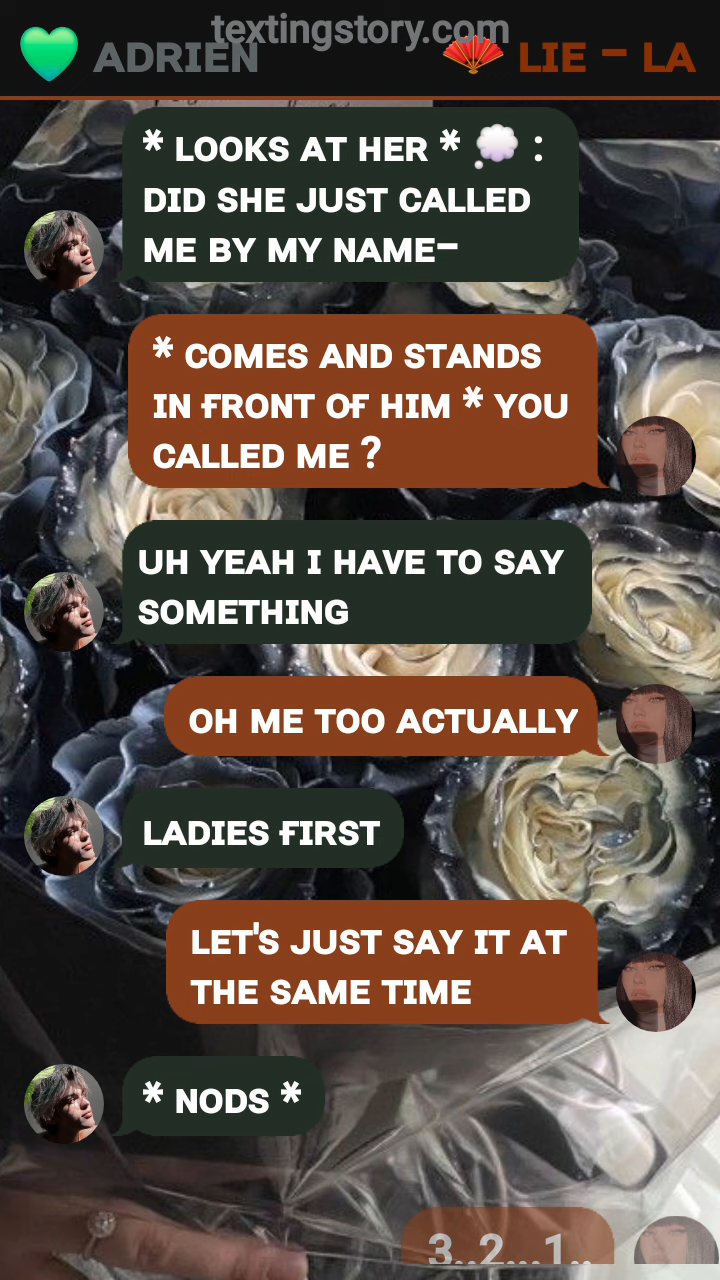 textingstory.com
💚 ADRIEN
🪭 LIE - LA
* LOOKS AT HER * 💭 :
DID SHE JUST CALLED
ME BY MY NAME-
* COMES AND STANDS
IN FRONT OF HIM * YOU
CALLED ME ?
UH YEAH I HAVE TO SAY
SOMETHING
OH ME TOO ACTUALLY
LADIES FIRST
LET'S JUST SAY IT AT
THE SAME TIME
* NODS *
3..2...1..